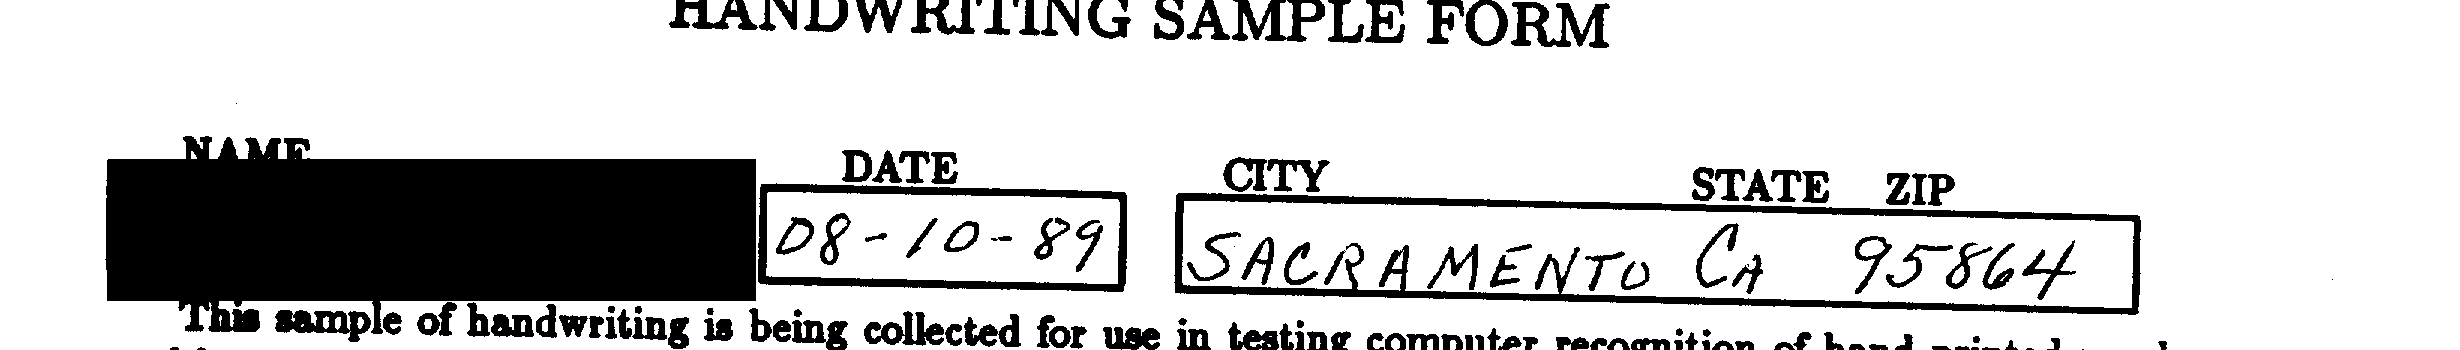 HANDWRITING SAMPLE FORM
NAME DATE CITY STATE ZIP
08-10-89 SACRAMENTO CA 95864
This sample of handwriting is being collected for use in testing computer recognition of hand printed